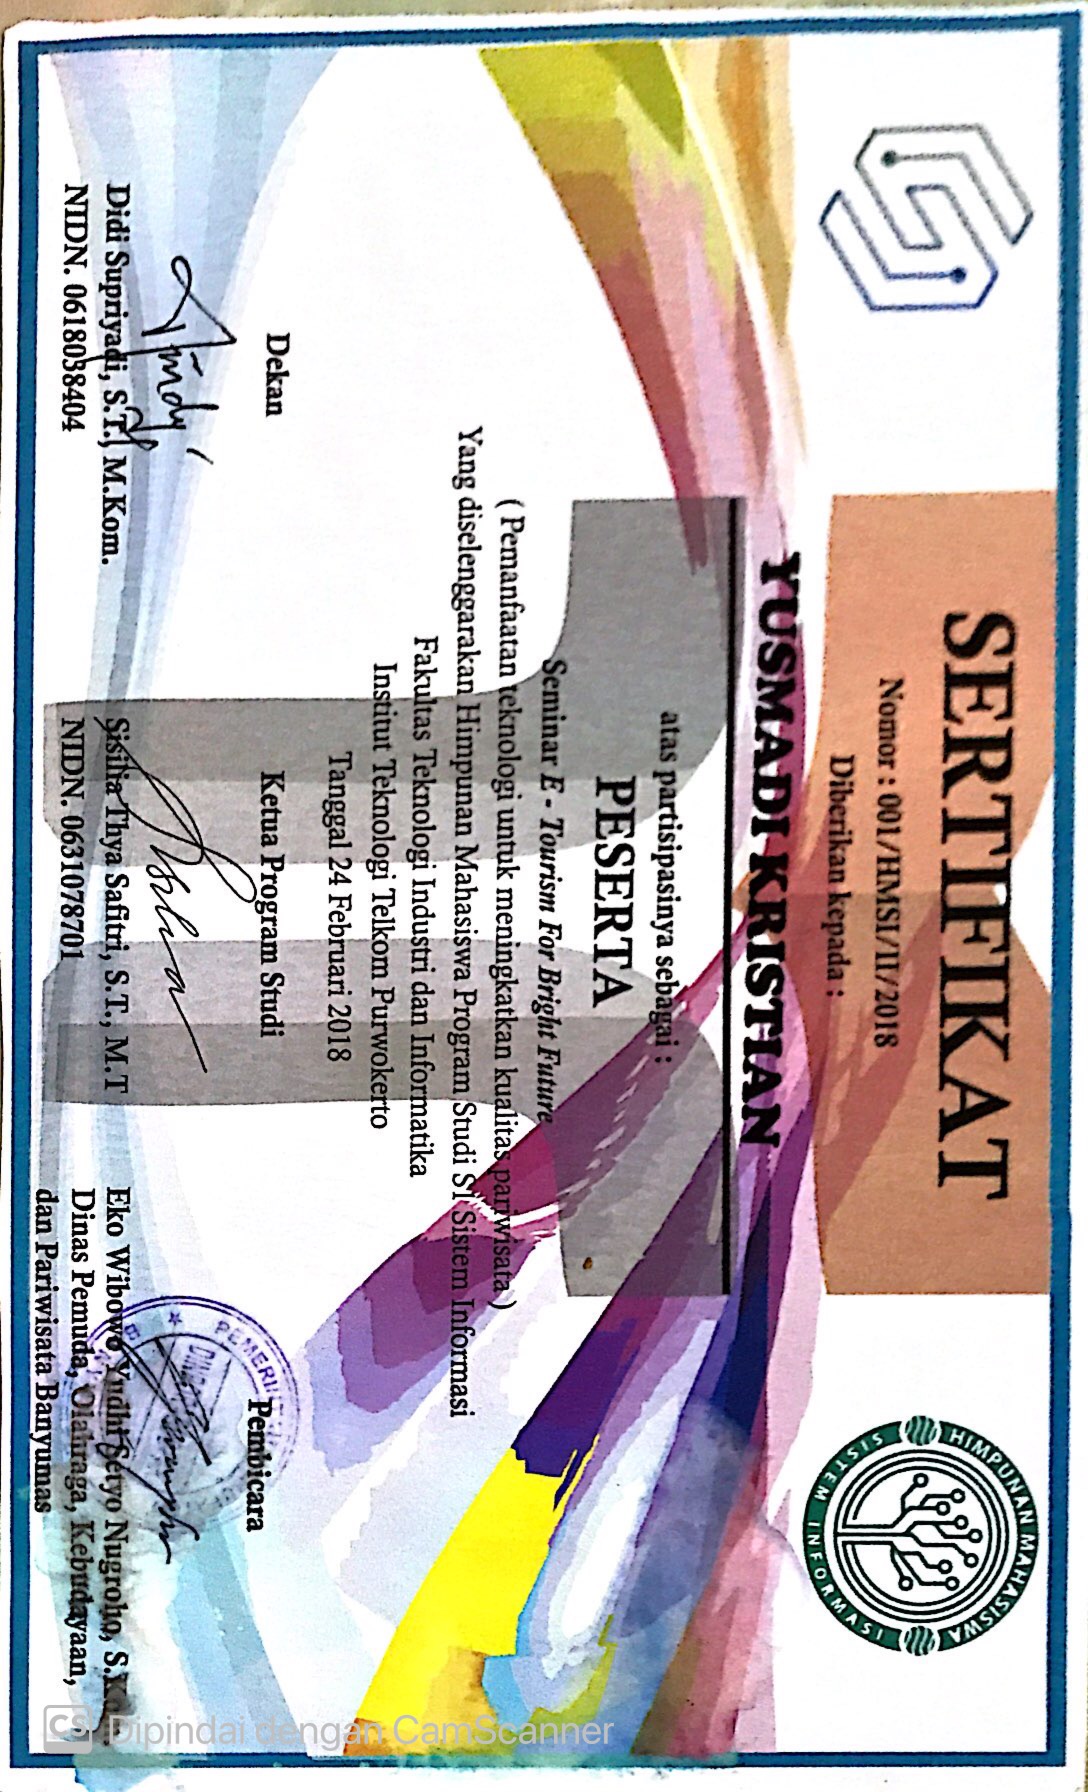 SERTIFIKAT
HIMPUNAN MAHASISWA
SISTEM INFORMASI
Nomor : 001/HMSI/II/2018
Diberikan kepada :
YUSMADI KRISTIAN
atas partisipasinya sebagai :
PESERTA
Seminar E - Tourism For Bright Future
( Pemanfaatan teknologi untuk meningkatkan kualitas pariwisata )
Yang diselenggarakan Himpunan Mahasiswa Program Studi S1 Sistem Informasi
Fakultas Teknologi Industri dan Informatika
Institut Teknologi Telkom Purwokerto
Tanggal 24 Februari 2018
Dekan
Didi Supriyadi, S.T., M.Kom.
NIDN. 0618038404
Ketua Program Studi
Sisilia Thya Safitri, S.T., M.T
NIDN. 0631078701
Pembicara
Eko Wibowo Yudhi Setyo Nugroho,
Dinas Pemuda, Olahraga, Kebudayaan,
dan Pariwisata Banyumas
CS Dipindai dengan CamScanner